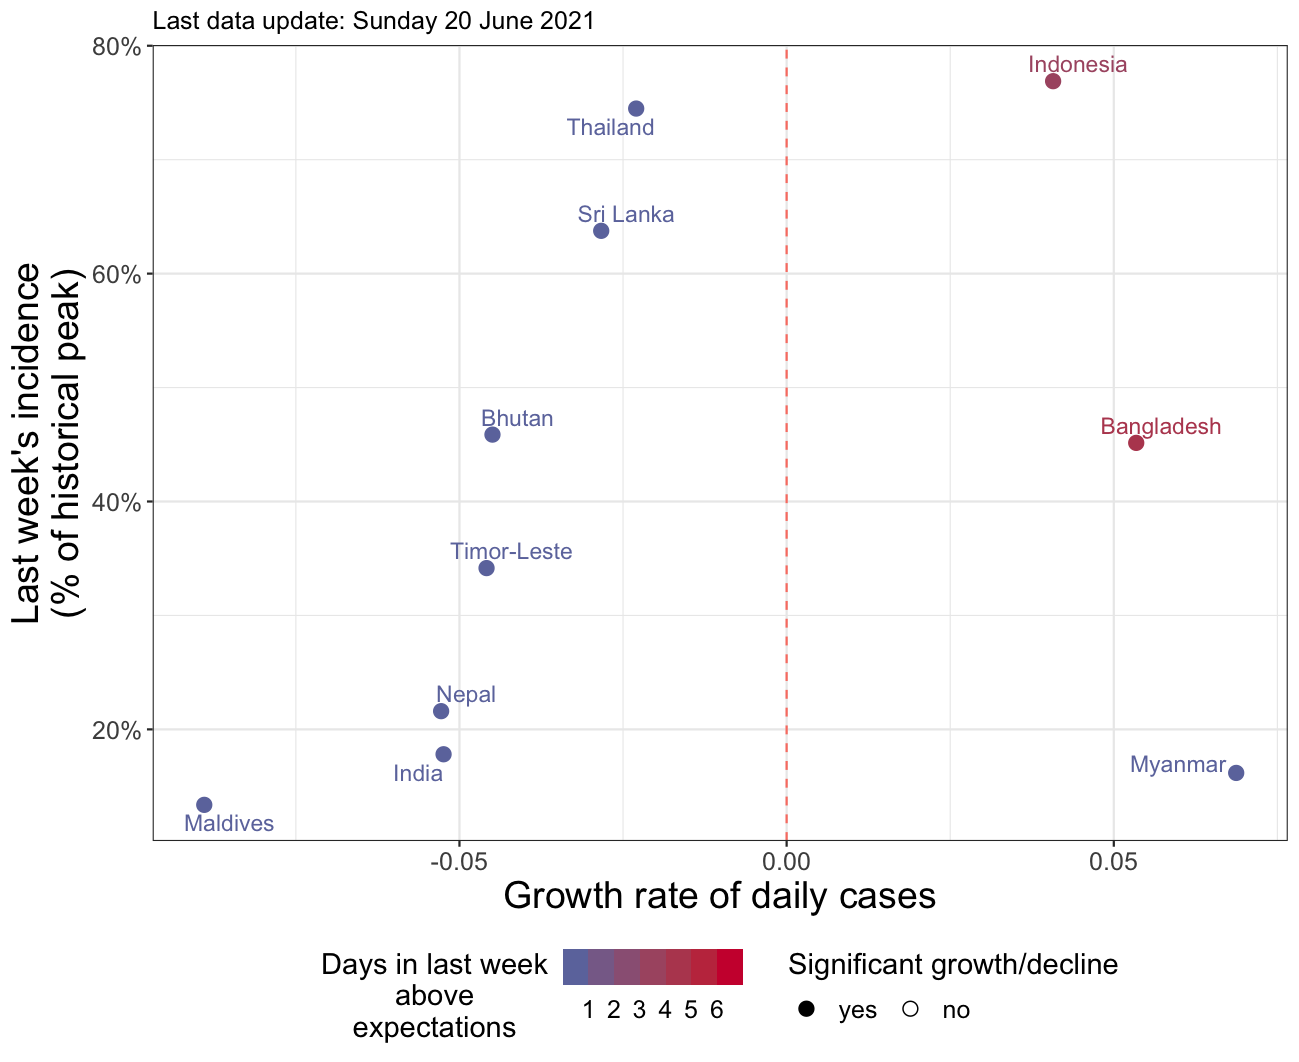 Last data update: Sunday 20 June 2021
80%
Indonesia
Thailand
Sri Lanka
60%
Last week's incidence
(% of historical peak)
Bhutan
Bangladesh
40%
Timor-Leste
Nepal
20%
India
Myanmar
Maldives
-0.05 0.00 0.05
Growth rate of daily cases
Days in last week
above
expectations
1 2 3 4 5 6
Significant growth/decline
yes no